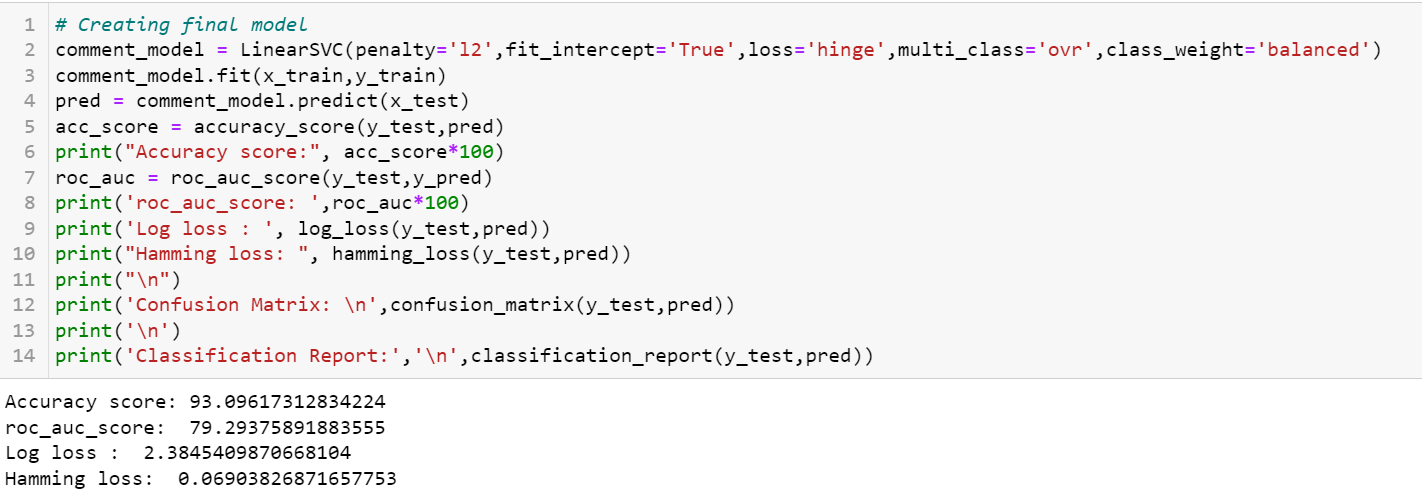 1 # Creating final model
2 comment_model = LinearSVC(penalty='l2',fit_intercept='True',loss='hinge',multi_class='ovr',class_weight='balanced')
3 comment_model.fit(x_train,y_train)
4 pred = comment_model.predict(x_test)
5 acc_score = accuracy_score(y_test,pred)
6 print("Accuracy score:", acc_score*100)
7 roc_auc = roc_auc_score(y_test,y_pred)
8 print('roc_auc_score: ',roc_auc*100)
9 print('Log loss : ', log_loss(y_test,pred))
10 print("Hamming loss: ", hamming_loss(y_test,pred))
11 print("\n")
12 print('Confusion Matrix: \n',confusion_matrix(y_test,pred))
13 print('\n')
14 print('Classification Report:','\n',classification_report(y_test,pred))
Accuracy score: 93.09617312834224
roc_auc_score:  79.29375891883555
Log loss :  2.3845409870668104
Hamming loss:  0.06903826871657753